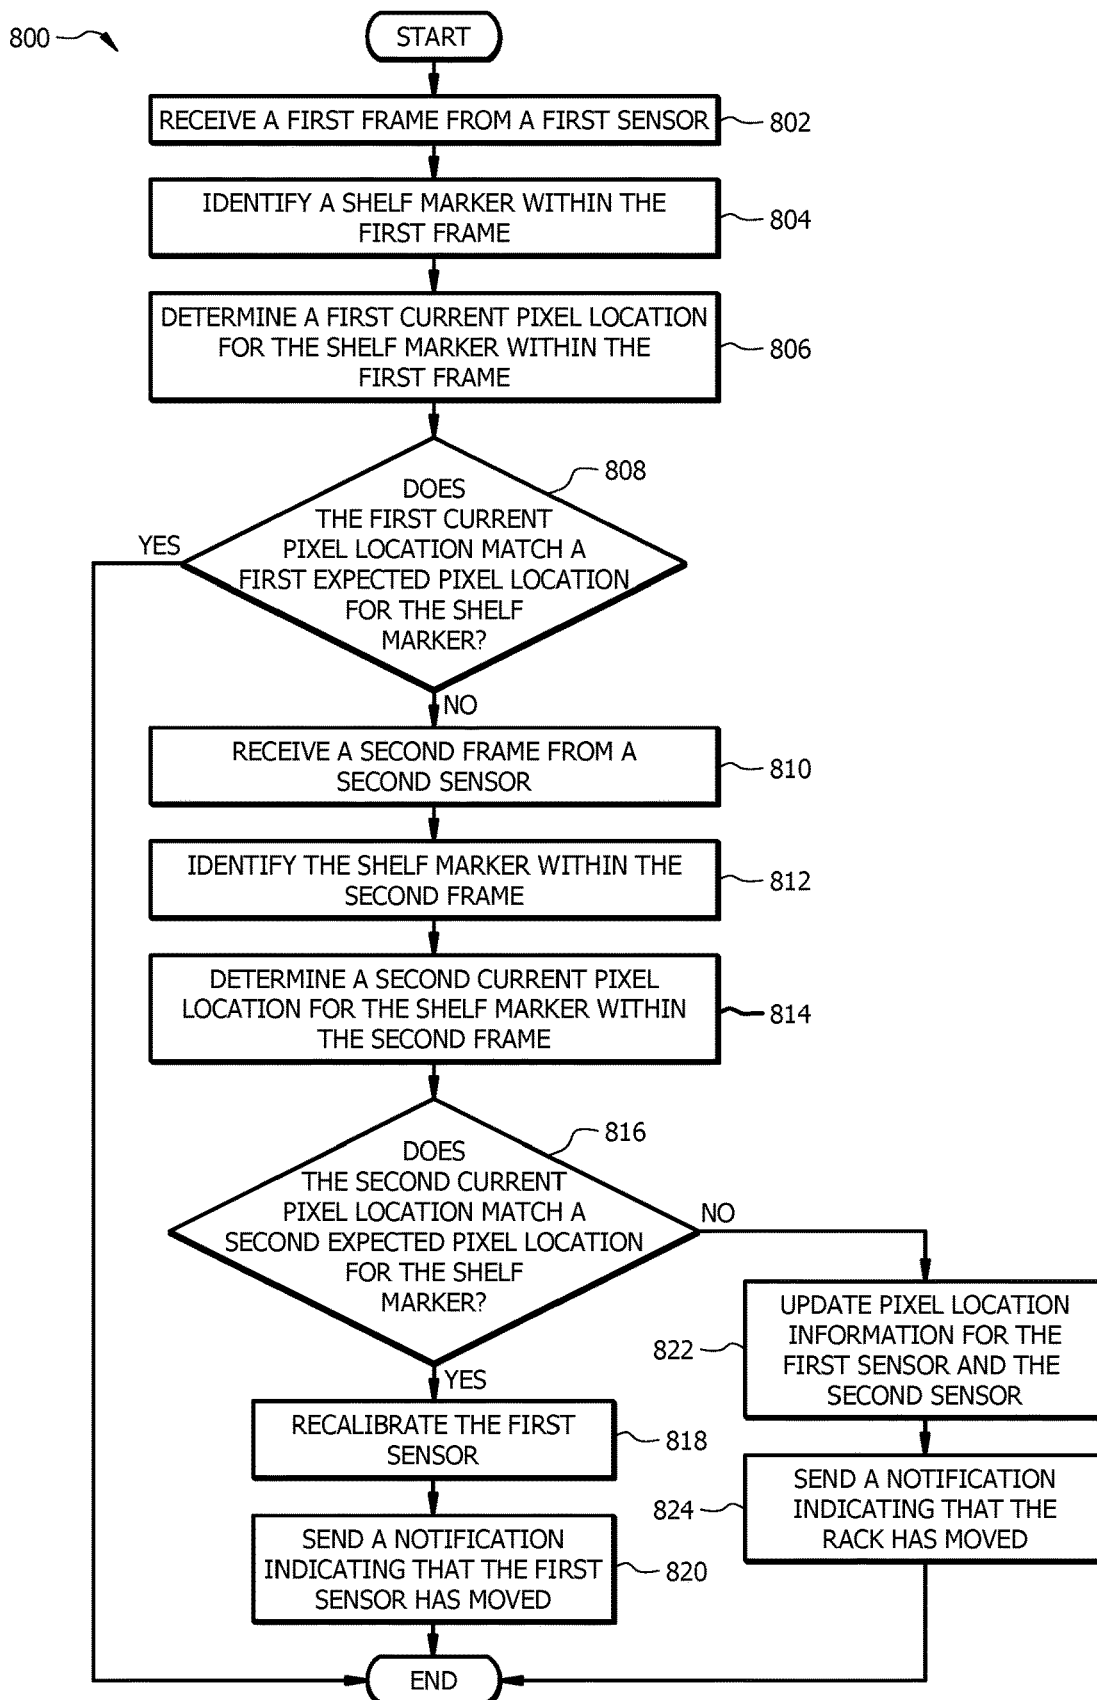 800
START
RECEIVE A FIRST FRAME FROM A FIRST SENSOR
802
IDENTIFY A SHELF MARKER WITHIN THE
FIRST FRAME
804
DETERMINE A FIRST CURRENT PIXEL LOCATION
FOR THE SHELF MARKER WITHIN THE
FIRST FRAME
806
808
DOES
THE FIRST CURRENT
PIXEL LOCATION MATCH A
FIRST EXPECTED PIXEL LOCATION
FOR THE SHELF
MARKER?
YES
NO
RECEIVE A SECOND FRAME FROM A
SECOND SENSOR
810
IDENTIFY THE SHELF MARKER WITHIN THE
SECOND FRAME
812
DETERMINE A SECOND CURRENT PIXEL
LOCATION FOR THE SHELF MARKER WITHIN
THE SECOND FRAME
814
816
DOES
THE SECOND CURRENT
PIXEL LOCATION MATCH A
SECOND EXPECTED PIXEL LOCATION
FOR THE SHELF
MARKER?
NO
YES
UPDATE PIXEL LOCATION
INFORMATION FOR THE
FIRST SENSOR AND THE
SECOND SENSOR
822
RECALIBRATE THE FIRST
SENSOR
818
SEND A NOTIFICATION
INDICATING THAT THE
RACK HAS MOVED
824
SEND A NOTIFICATION
INDICATING THAT THE FIRST
SENSOR HAS MOVED
820
END